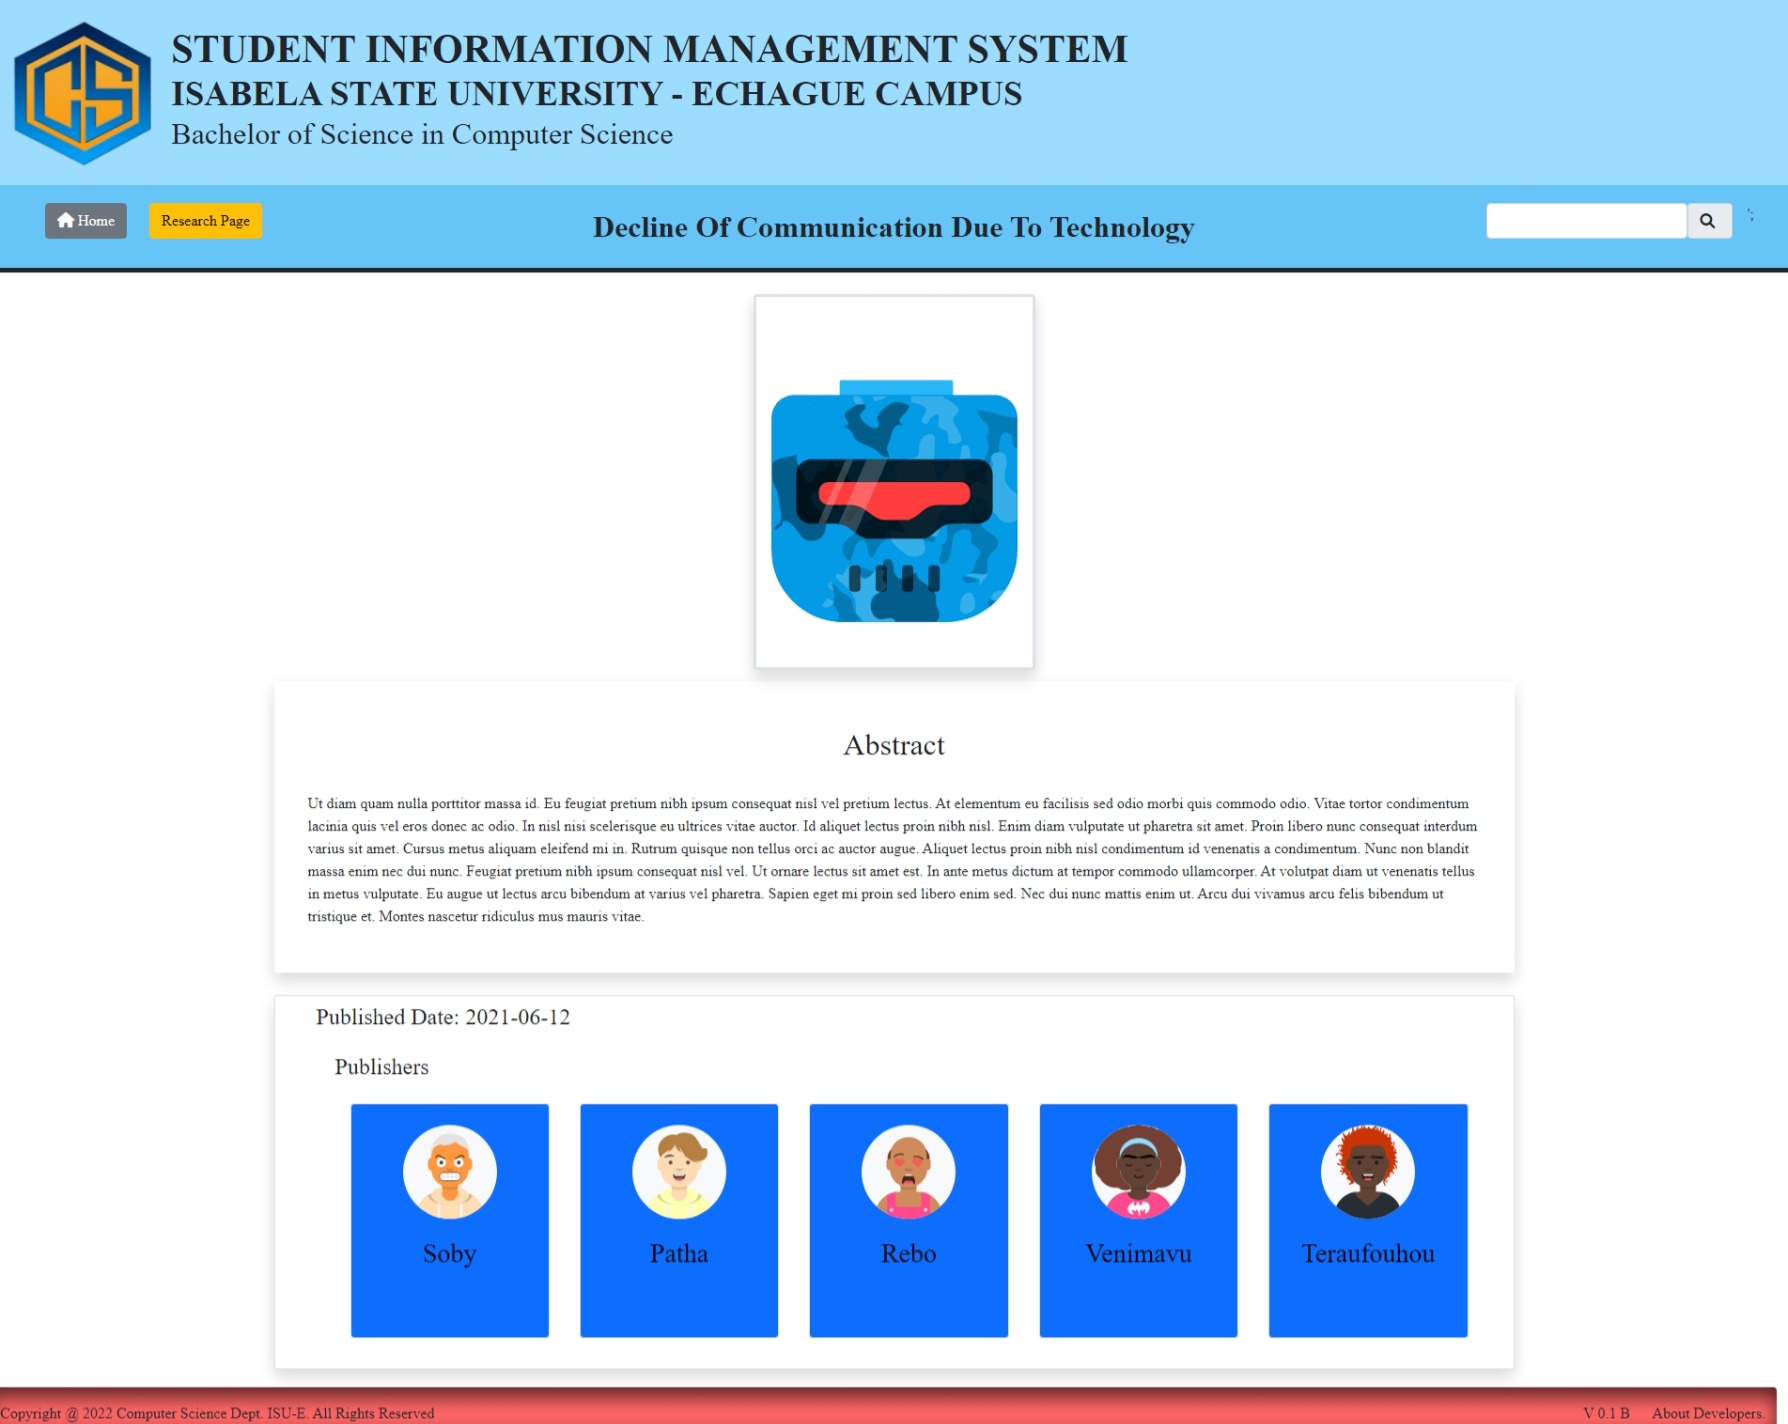 CS
STUDENT INFORMATION MANAGEMENT SYSTEM
ISABELA STATE UNIVERSITY - ECHAGUE CAMPUS
Bachelor of Science in Computer Science
Home
Research Page
Decline Of Communication Due To Technology
Abstract
Ut diam quam nulla porttitor massa id. Eu feugiat pretium nibh ipsum consequat nisl vel pretium lectus. At elementum eu facilisis sed odio morbi quis commodo odio. Vitae tortor condimentum
lacinia quis vel eros donec ac odio. In nisl nisi scelerisque eu ultrices vitae auctor. Id aliquet lectus proin nibh nisl. Enim diam vulputate ut pharetra sit amet. Proin libero nunc consequat interdum
varius sit amet. Cursus metus aliquam eleifend mi in. Rutrum quisque non tellus orci ac auctor augue. Aliquet lectus proin nibh nisl condimentum id venenatis a condimentum. Nunc non blandit
massa enim nec dui nunc. Feugiat pretium nibh ipsum consequat nisl vel. Ut ornare lectus sit amet est. In ante metus dictum at tempor commodo ullamcorper. At volutpat diam ut venenatis tellus
in metus vulputate. Eu augue ut lectus arcu bibendum at varius vel pharetra. Sapien eget mi proin sed libero enim sed. Nec dui nunc mattis enim ut. Arcu dui vivamus arcu felis bibendum ut
tristique et. Montes nascetur ridiculus mus mauris vitae.
Published Date: 2021-06-12
Publishers
Soby
Patha
Rebo
Venimavu
Teraufouhou
Copyright @ 2022 Computer Science Dept. ISU-E. All Rights Reserved
V 0.1 B
About Developers.